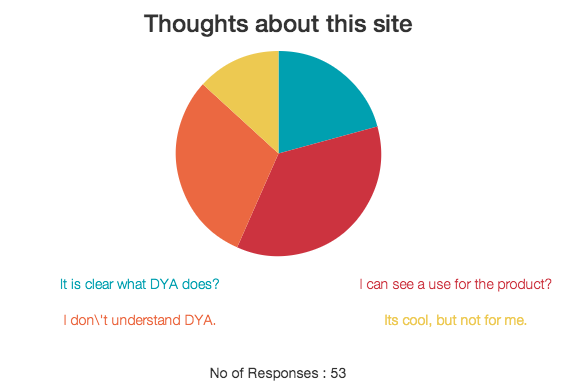 Thoughts about this site
It is clear what DYA does?
I can see a use for the product?
I don\'t understand DYA.
Its cool, but not for me.
No of Responses : 53